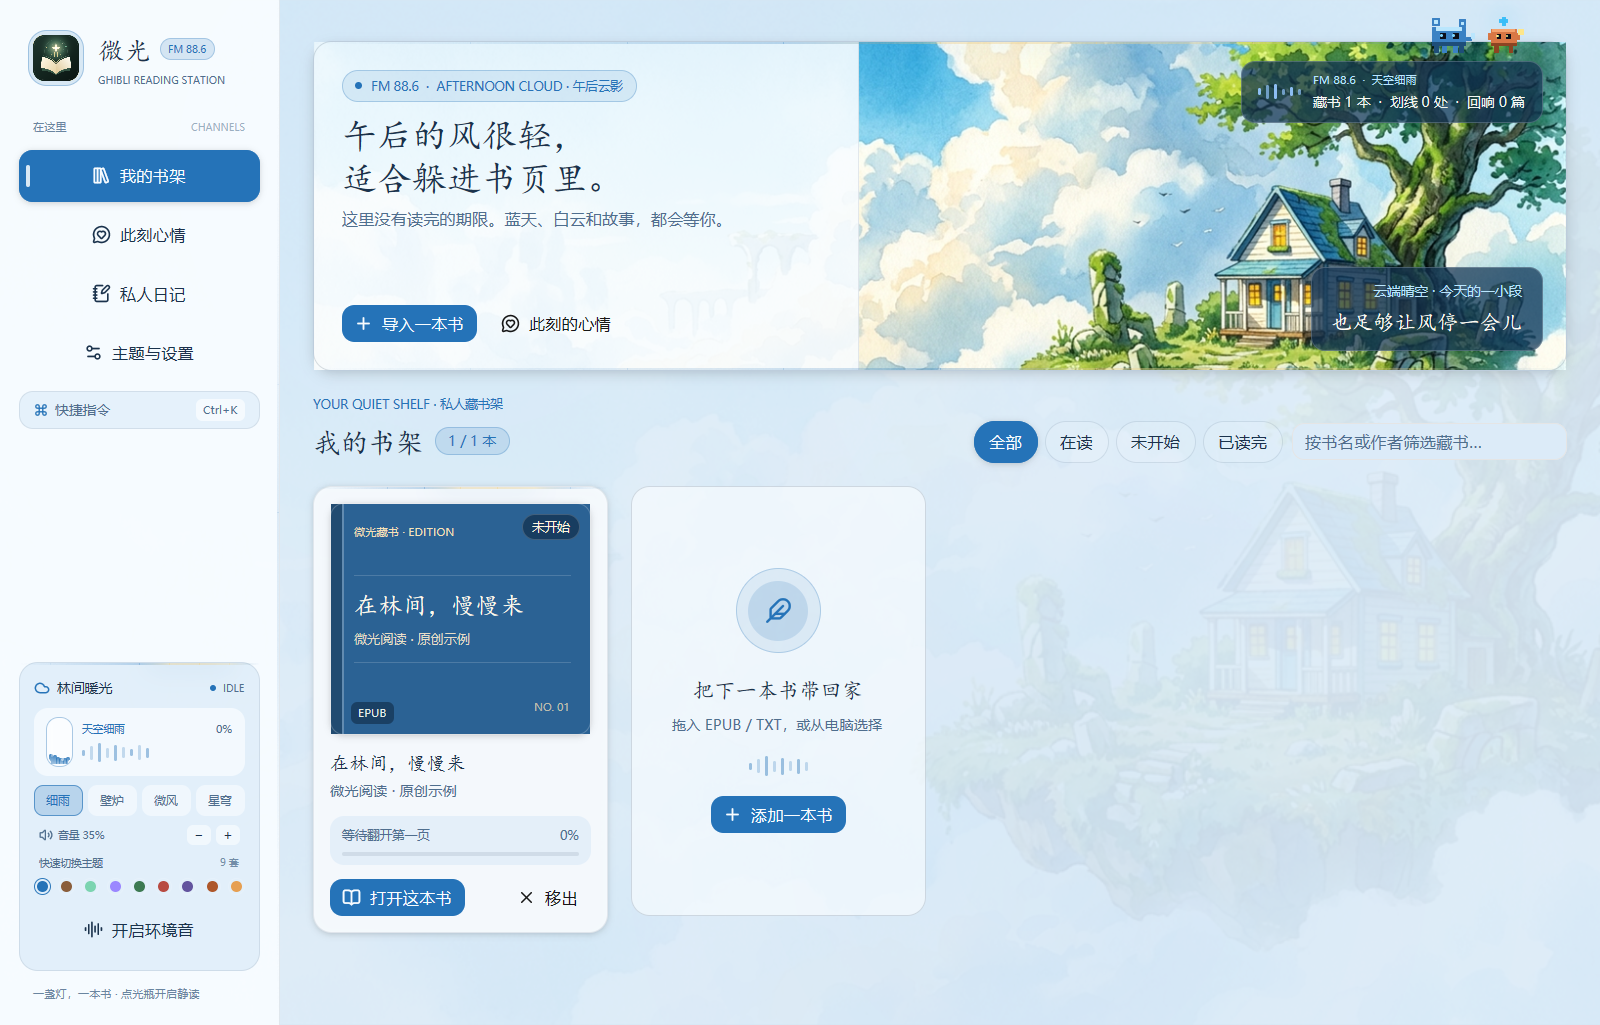 微光 FM 88.6
GHIBLI READING STATION
在这里 CHANNELS
我的书架
此刻心情
私人日记
主题与设置
快捷指令 Ctrl+K
林间暖光 IDLE
天空细雨 0%
细雨 壁炉 微风 星穹
音量 35% − +
快速切换主题 9 套
开启环境音
一盏灯，一本书 · 点光瓶开启静读
FM 88.6 · AFTERNOON CLOUD · 午后云影
午后的风很轻，
适合躲进书页里。
这里没有读完的期限。蓝天、白云和故事，都会等你。
+ 导入一本书 此刻的心情
FM 88.6 · 天空细雨
藏书 1 本 · 划线 0 处 · 回响 0 篇
云端晴空 · 今天的一小段
也足够让风停一会儿
YOUR QUIET SHELF · 私人藏书架
我的书架 1 / 1 本
全部 在读 未开始 已读完 按书名或作者筛选藏书...
微光藏书 · EDITION 未开始
在林间，慢慢来
微光阅读 · 原创示例
EPUB NO. 01
在林间，慢慢来
微光阅读 · 原创示例
等待翻开第一页 0%
打开这本书 移出
把下一本书带回家
拖入 EPUB / TXT，或从电脑选择
+ 添加一本书